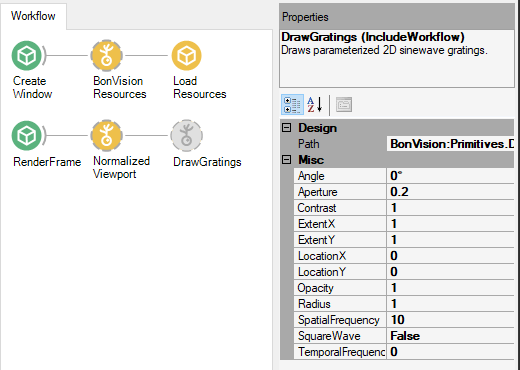 Workflow
Create Window
BonVision Resources
Load Resources
RenderFrame
Normalized Viewport
DrawGratings
Properties
DrawGratings (IncludeWorkflow)
Draws parameterized 2D sinewave gratings.
Design
Path BonVision:Primitives.D
Misc
Angle 0°
Aperture 0.2
Contrast 1
ExtentX 1
ExtentY 1
LocationX 0
LocationY 0
Opacity 1
Radius 1
SpatialFrequency 10
SquareWave False
TemporalFrequenc 0